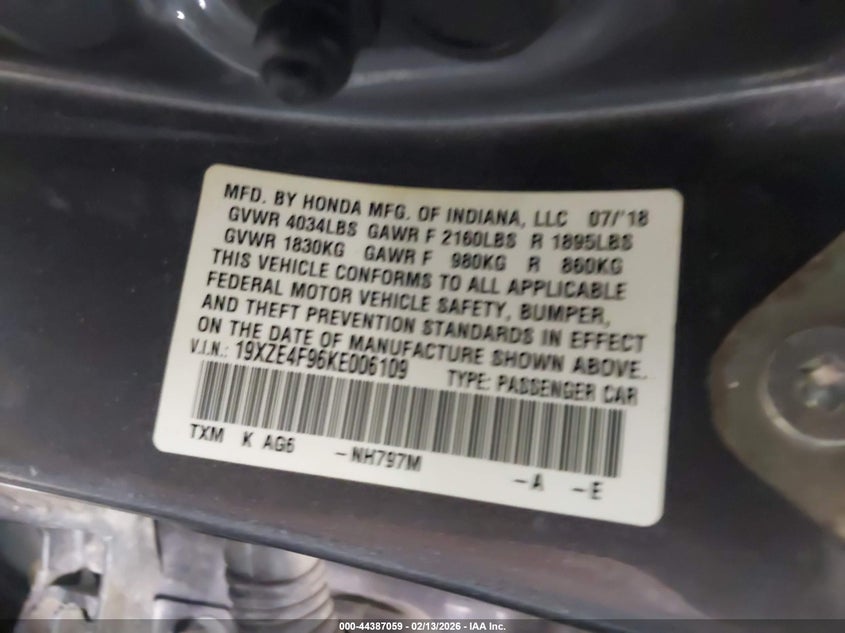 MFD. BY HONDA MFG. OF INDIANA, LLC 07/'18
GVWR 4034LBS GAWR F 2160LBS R 1895LBS
GVWR 1830KG GAWR F 980KG R 860KG
THIS VEHICLE CONFORMS TO ALL APPLICABLE
FEDERAL MOTOR VEHICLE SAFETY, BUMPER,
AND THEFT PREVENTION STANDARDS IN EFFECT
ON THE DATE OF MANUFACTURE SHOWN ABOVE.
V.I.N.: 19XZE4F96KE006109 TYPE: PASSENGER CAR
TXM K AG6 -NH797M -A -E
000-44387059 — 02/13/2026 — IAA Inc.